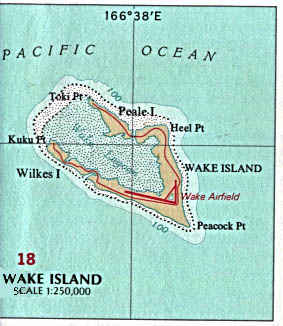 166°38'E
PACIFIC OCEAN
100
Toki Pt
Peale I
Heel Pt
Kuku Pt
Wake
WAKE ISLAND
Wilkes I
Wake Airfield
100
Peacock Pt
18
WAKE ISLAND
SCALE 1:250,000